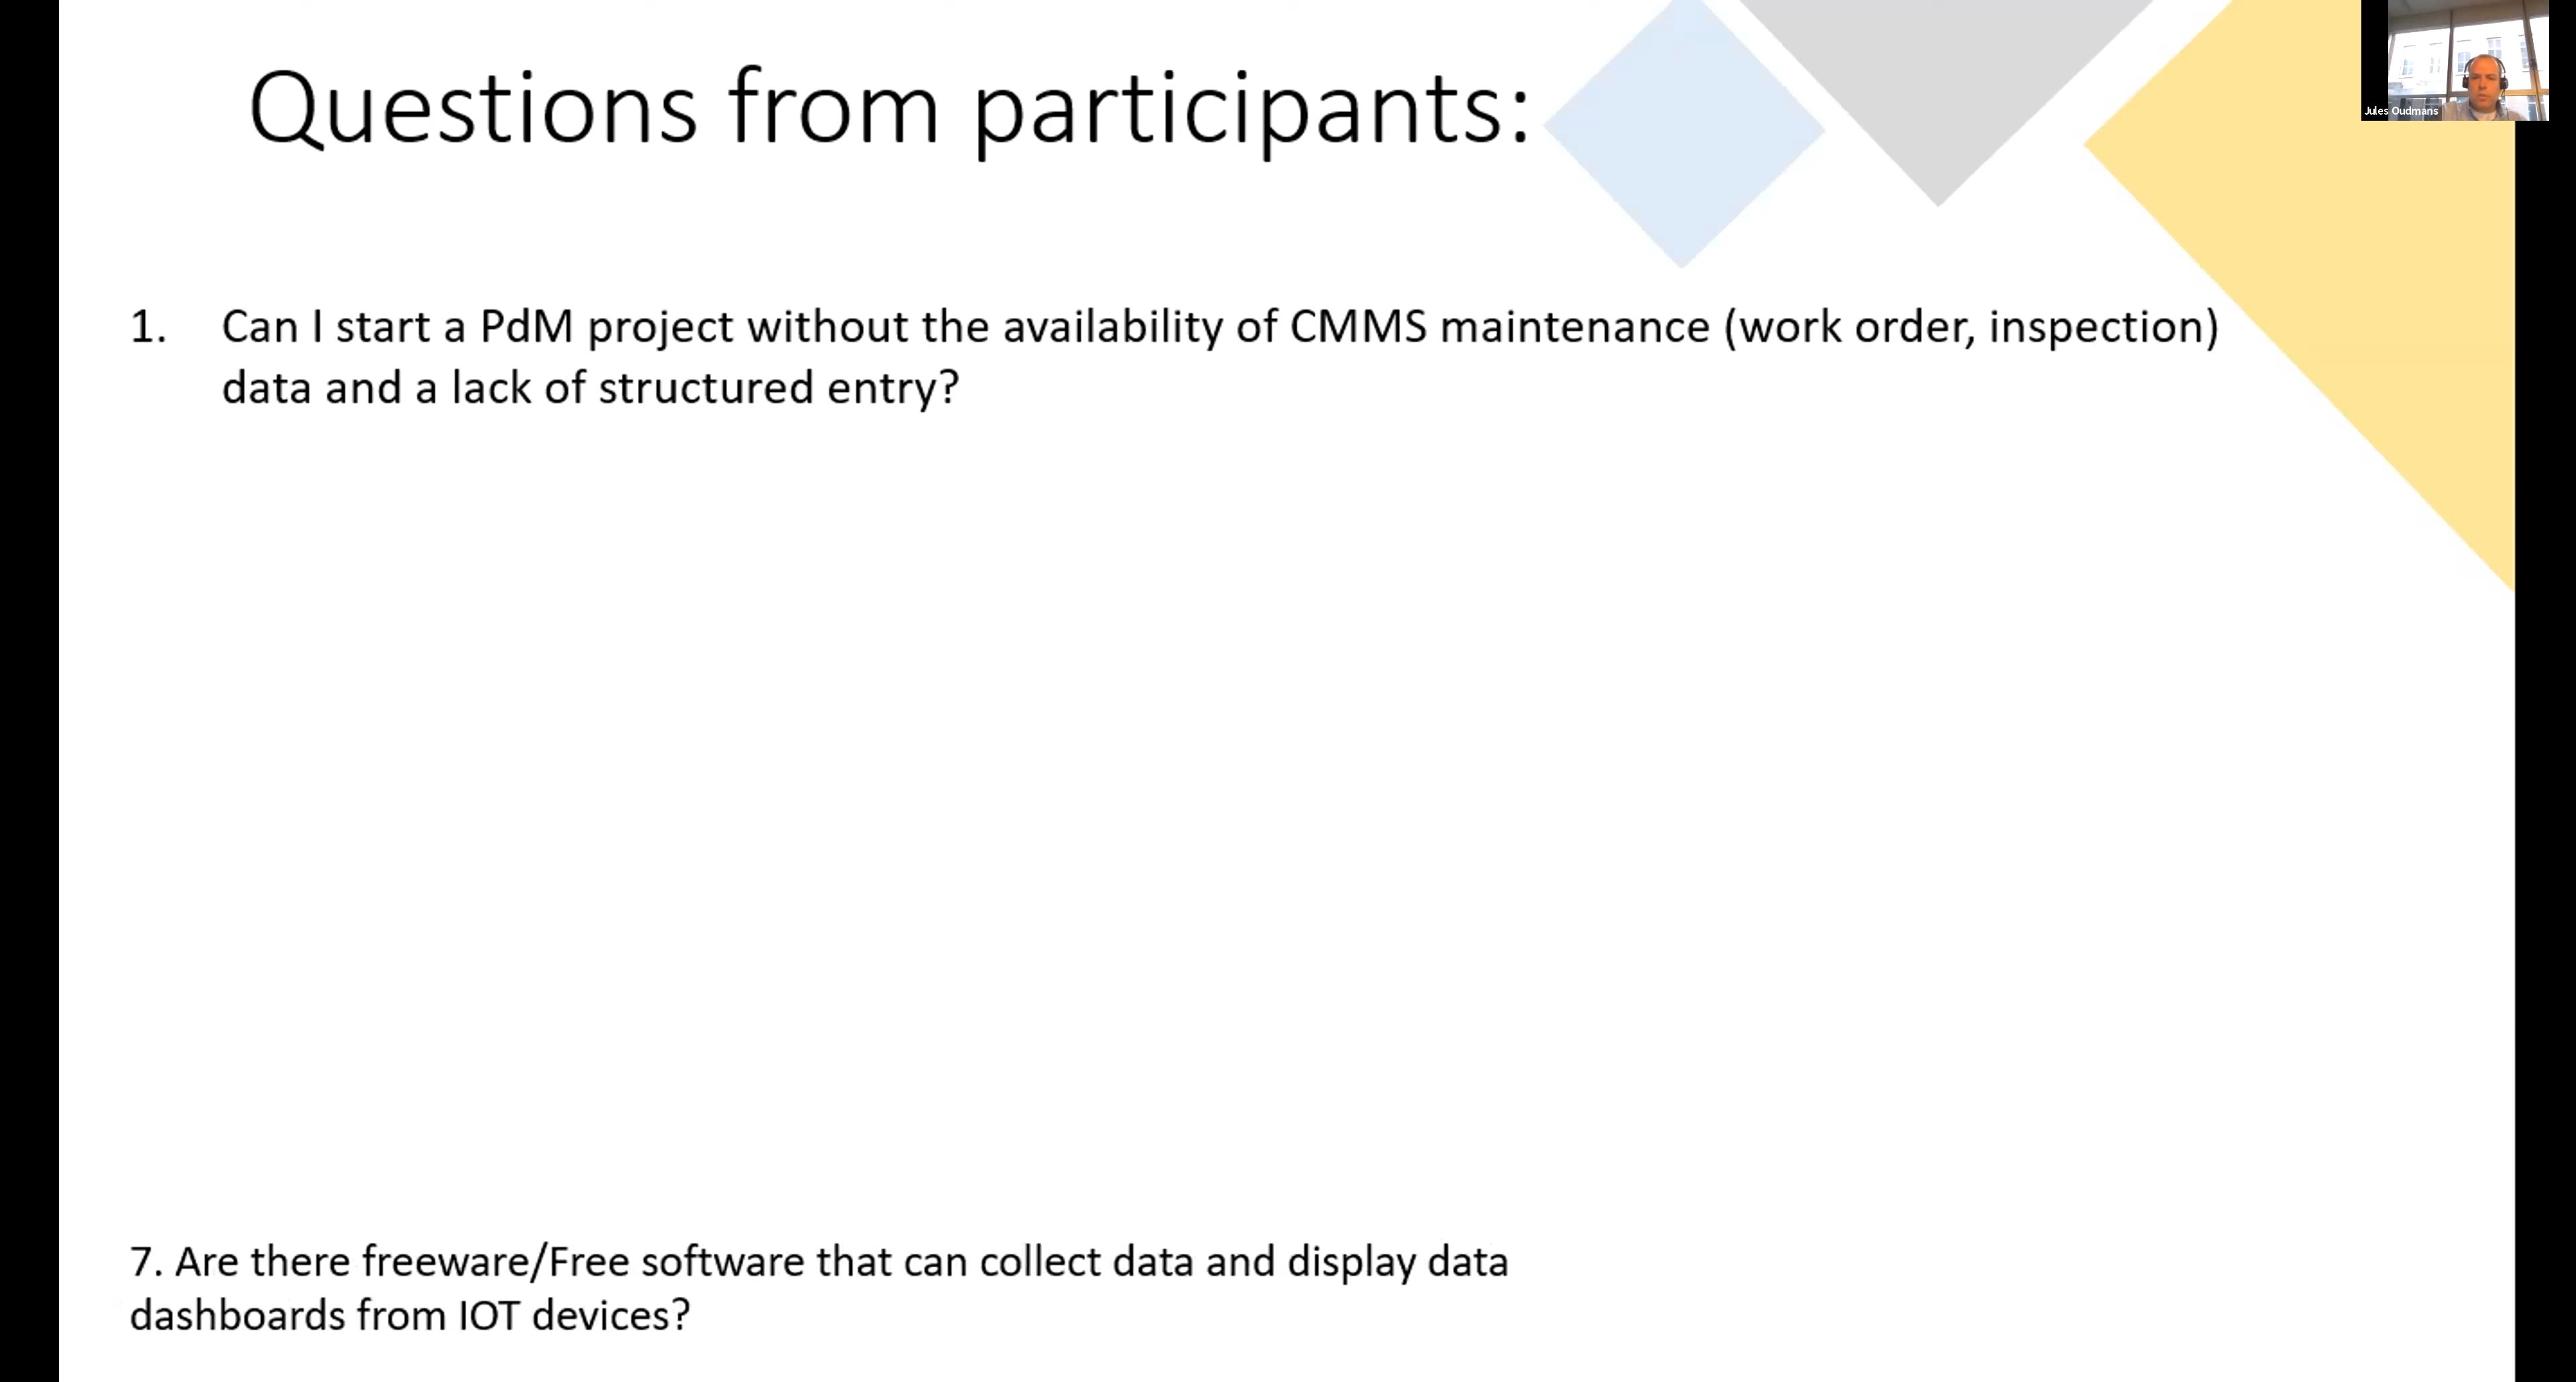 Questions from participants:
Jules Oudmans
1. Can I start a PdM project without the availability of CMMS maintenance (work order, inspection)
data and a lack of structured entry?
7. Are there freeware/Free software that can collect data and display data
dashboards from IOT devices?